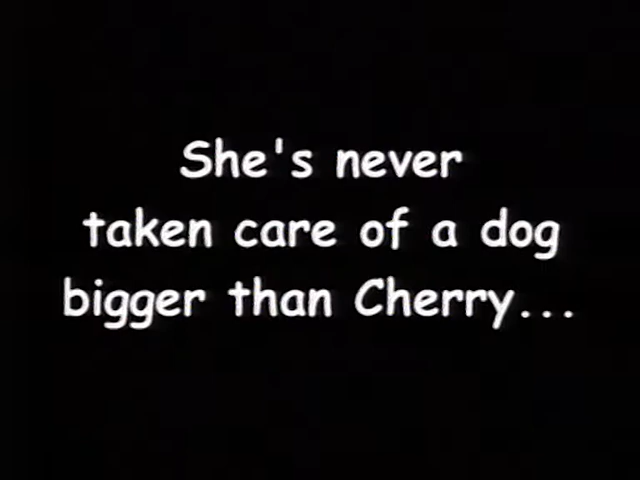 She's never
taken care of a dog
bigger than Cherry...